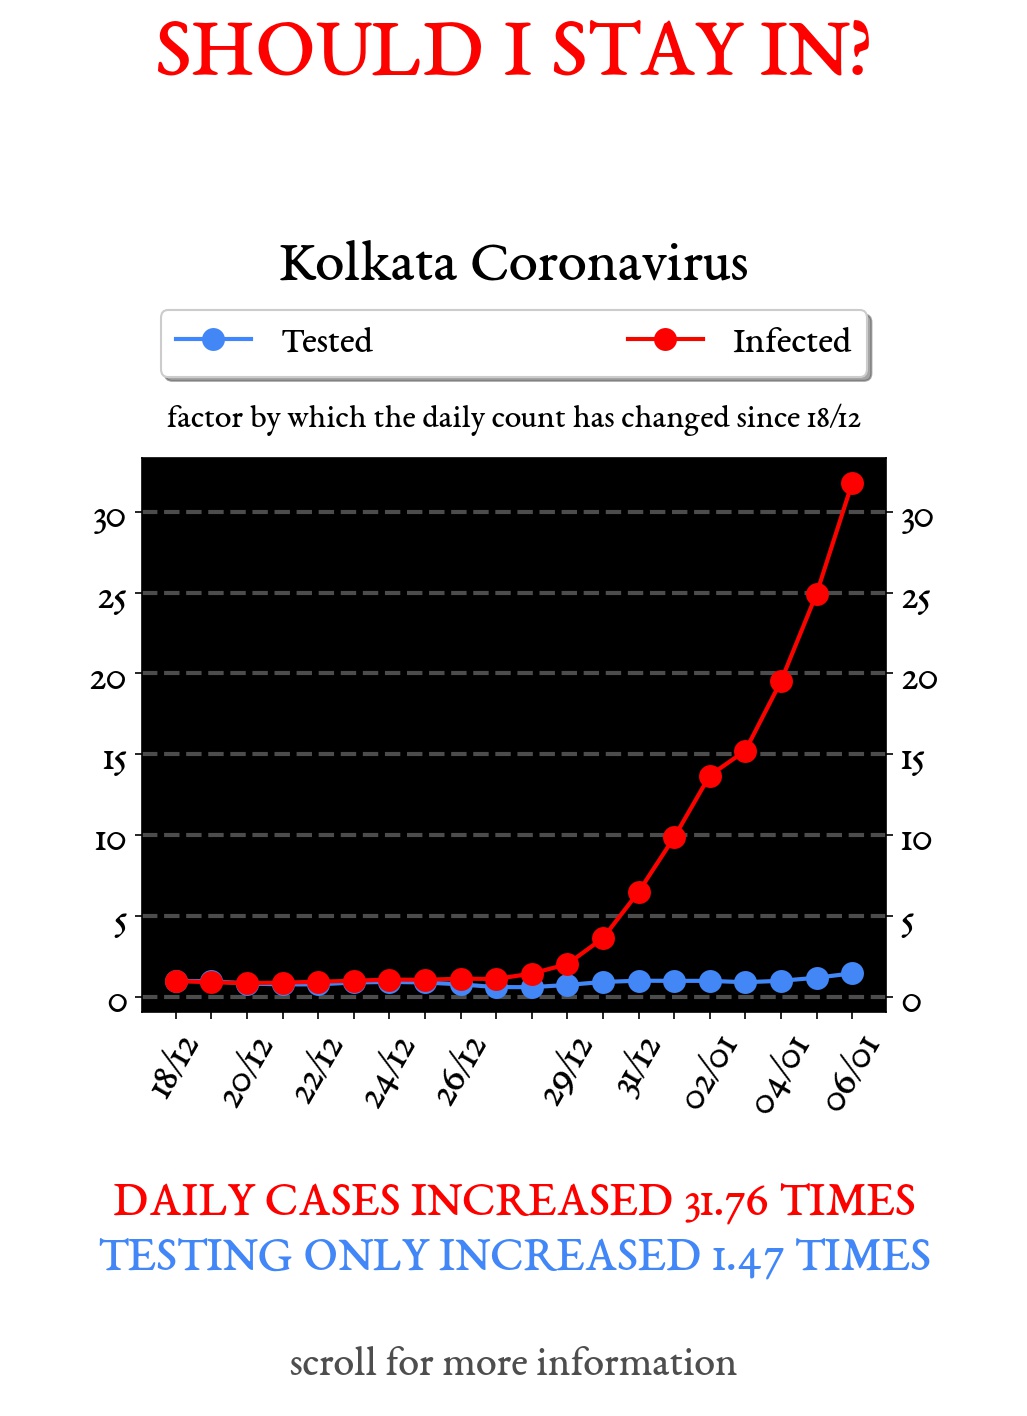 SHOULD I STAY IN?
Kolkata Coronavirus
Tested Infected
factor by which the daily count has changed since 18/12
30 30
25 25
20 20
15 15
10 10
5 5
0 0
18/12 20/12 22/12 24/12 26/12 29/12 31/12 02/01 04/01 06/01
DAILY CASES INCREASED 31.76 TIMES
TESTING ONLY INCREASED 1.47 TIMES
scroll for more information